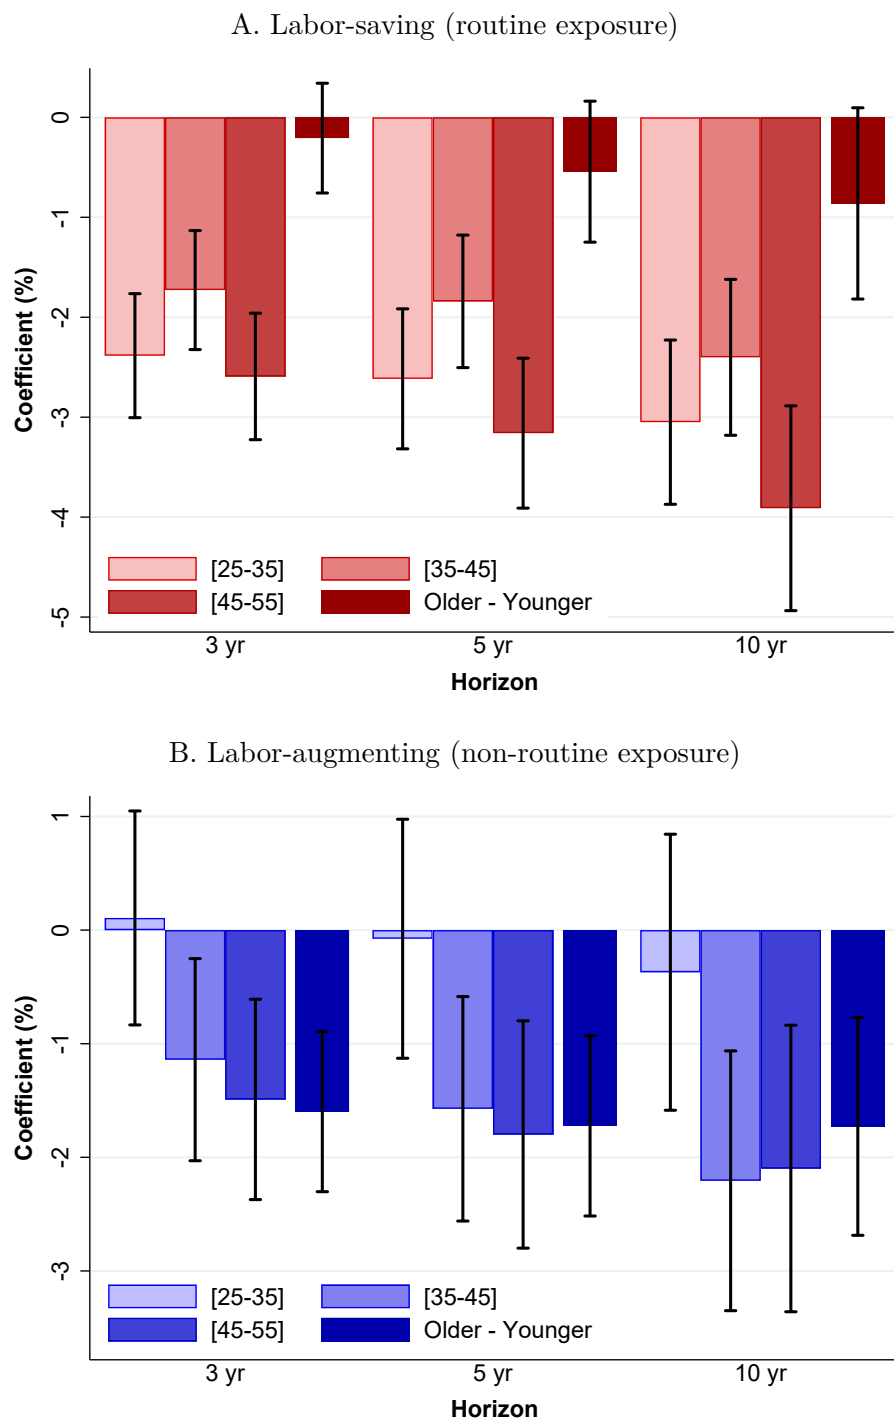 A. Labor-saving (routine exposure)
0
-1
-2
-3
-4
-5
Coefficient (%)
[25-35]
[35-45]
[45-55]
Older - Younger
3 yr
5 yr
10 yr
Horizon
B. Labor-augmenting (non-routine exposure)
1
0
-1
-2
-3
Coefficient (%)
[25-35]
[35-45]
[45-55]
Older - Younger
3 yr
5 yr
10 yr
Horizon